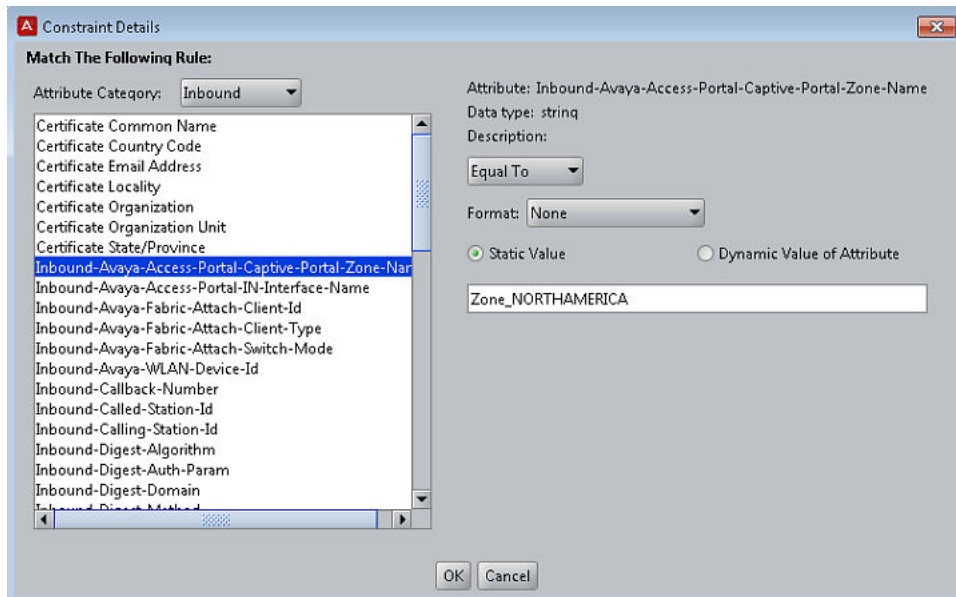 Constraint Details
Match The Following Rule:
Attribute Category: Inbound
Certificate Common Name
Certificate Country Code
Certificate Email Address
Certificate Locality
Certificate Organization
Certificate Organization Unit
Certificate State/Province
Inbound-Avaya-Access-Portal-Captive-Portal-Zone-Nar
Inbound-Avaya-Access-Portal-IN-Interface-Name
Inbound-Avaya-Fabric-Attach-Client-Id
Inbound-Avaya-Fabric-Attach-Client-Type
Inbound-Avaya-Fabric-Attach-Switch-Mode
Inbound-Avaya-WLAN-Device-Id
Inbound-Callback-Number
Inbound-Called-Station-Id
Inbound-Calling-Station-Id
Inbound-Digest-Algorithm
Inbound-Digest-Auth-Param
Inbound-Digest-Domain
Inbound-Digest-Method
Attribute: Inbound-Avaya-Access-Portal-Captive-Portal-Zone-Name
Data type: string
Description:
Equal To
Format: None
Static Value
Dynamic Value of Attribute
Zone_NORTHAMERICA
OK
Cancel